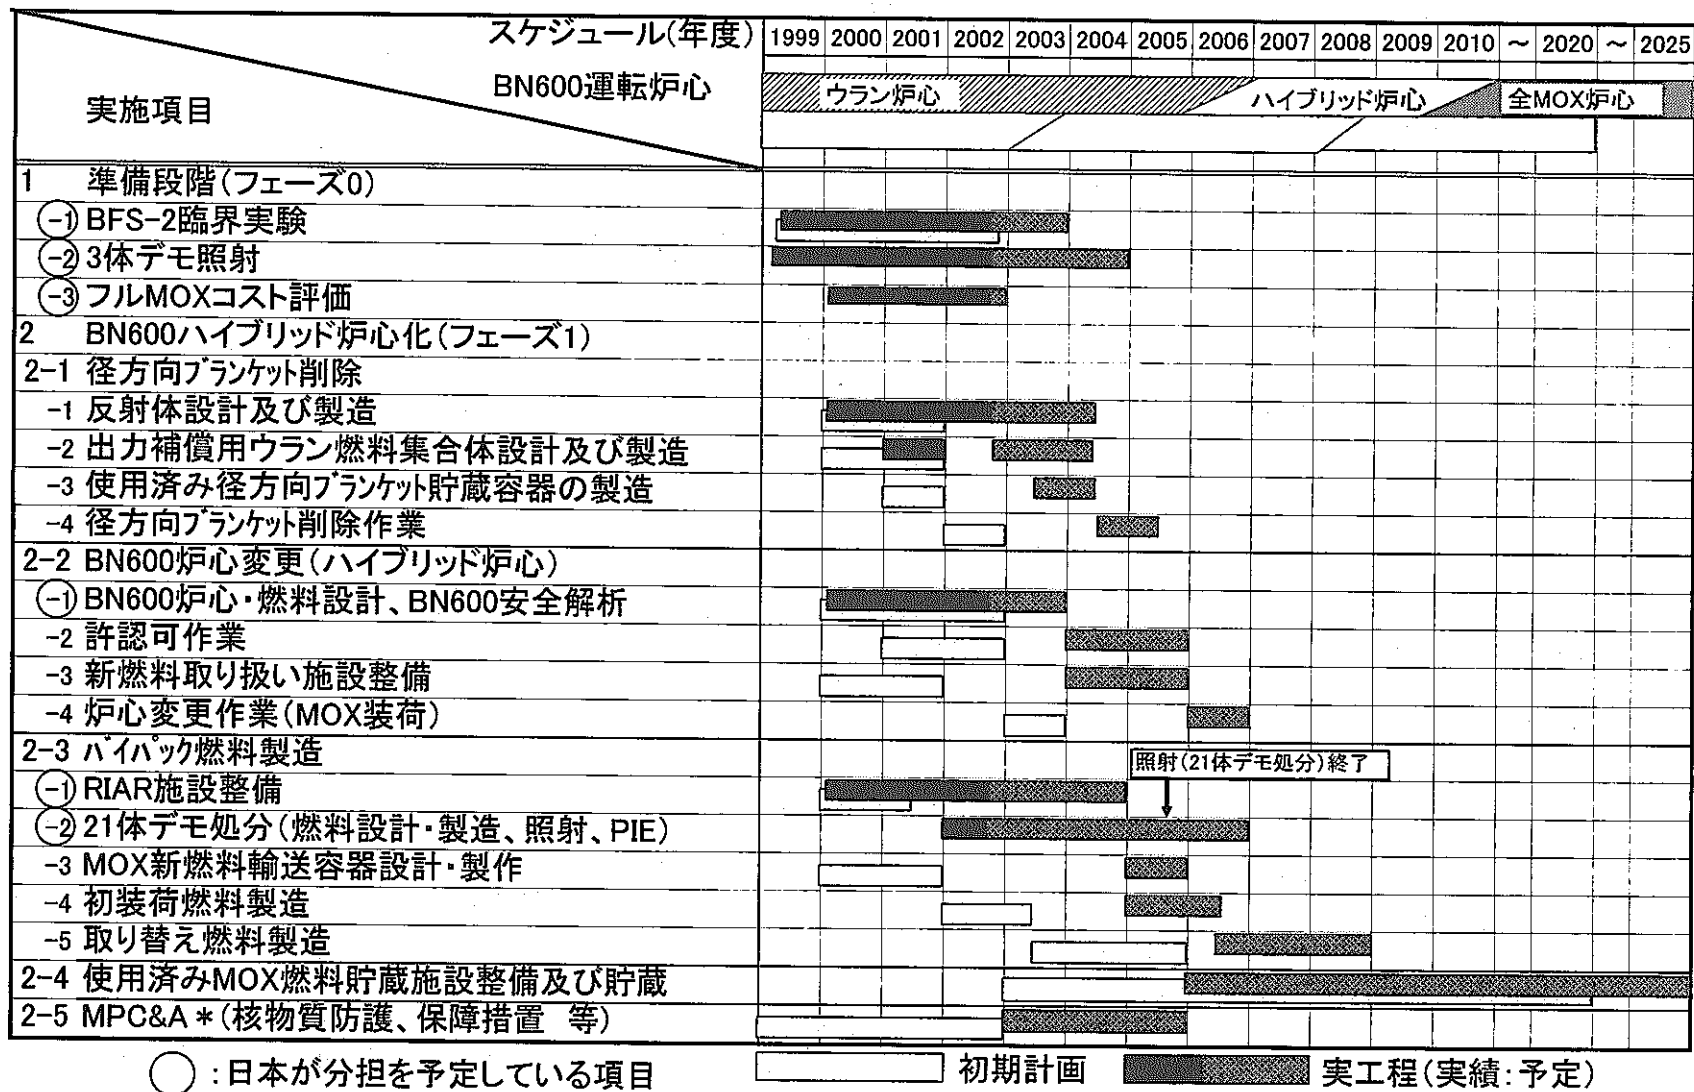 スケジュール(年度) 1999 2000 2001 2002 2003 2004 2005 2006 2007 2008 2009 2010 ～ 2020 ～ 2025
BN600運転炉心 ウラン炉心 ハイブリッド炉心 全MOX炉心
実施項目
1 準備段階(フェーズ0)
-1 BFS-2臨界実験
-2 3体デモ照射
-3 フルMOXコスト評価
2 BN600ハイブリッド炉心化(フェーズ1)
2-1 径方向ブランケット削除
-1 反射体設計及び製造
-2 出力補償用ウラン燃料集合体設計及び製造
-3 使用済み径方向ブランケット貯蔵容器の製造
-4 径方向ブランケット削除作業
2-2 BN600炉心変更(ハイブリッド炉心)
-1 BN600炉心・燃料設計、BN600安全解析
-2 許認可作業
-3 新燃料取り扱い施設整備
-4 炉心変更作業(MOX装荷)
2-3 バイパック燃料製造
照射(21体デモ処分)終了
-1 RIAR施設整備
-2 21体デモ処分(燃料設計・製造、照射、PIE)
-3 MOX新燃料輸送容器設計・製作
-4 初装荷燃料製造
-5 取り替え燃料製造
2-4 使用済みMOX燃料貯蔵施設整備及び貯蔵
2-5 MPC&A＊(核物質防護、保障措置 等)
○:日本が分担を予定している項目 初期計画 実工程(実績:予定)